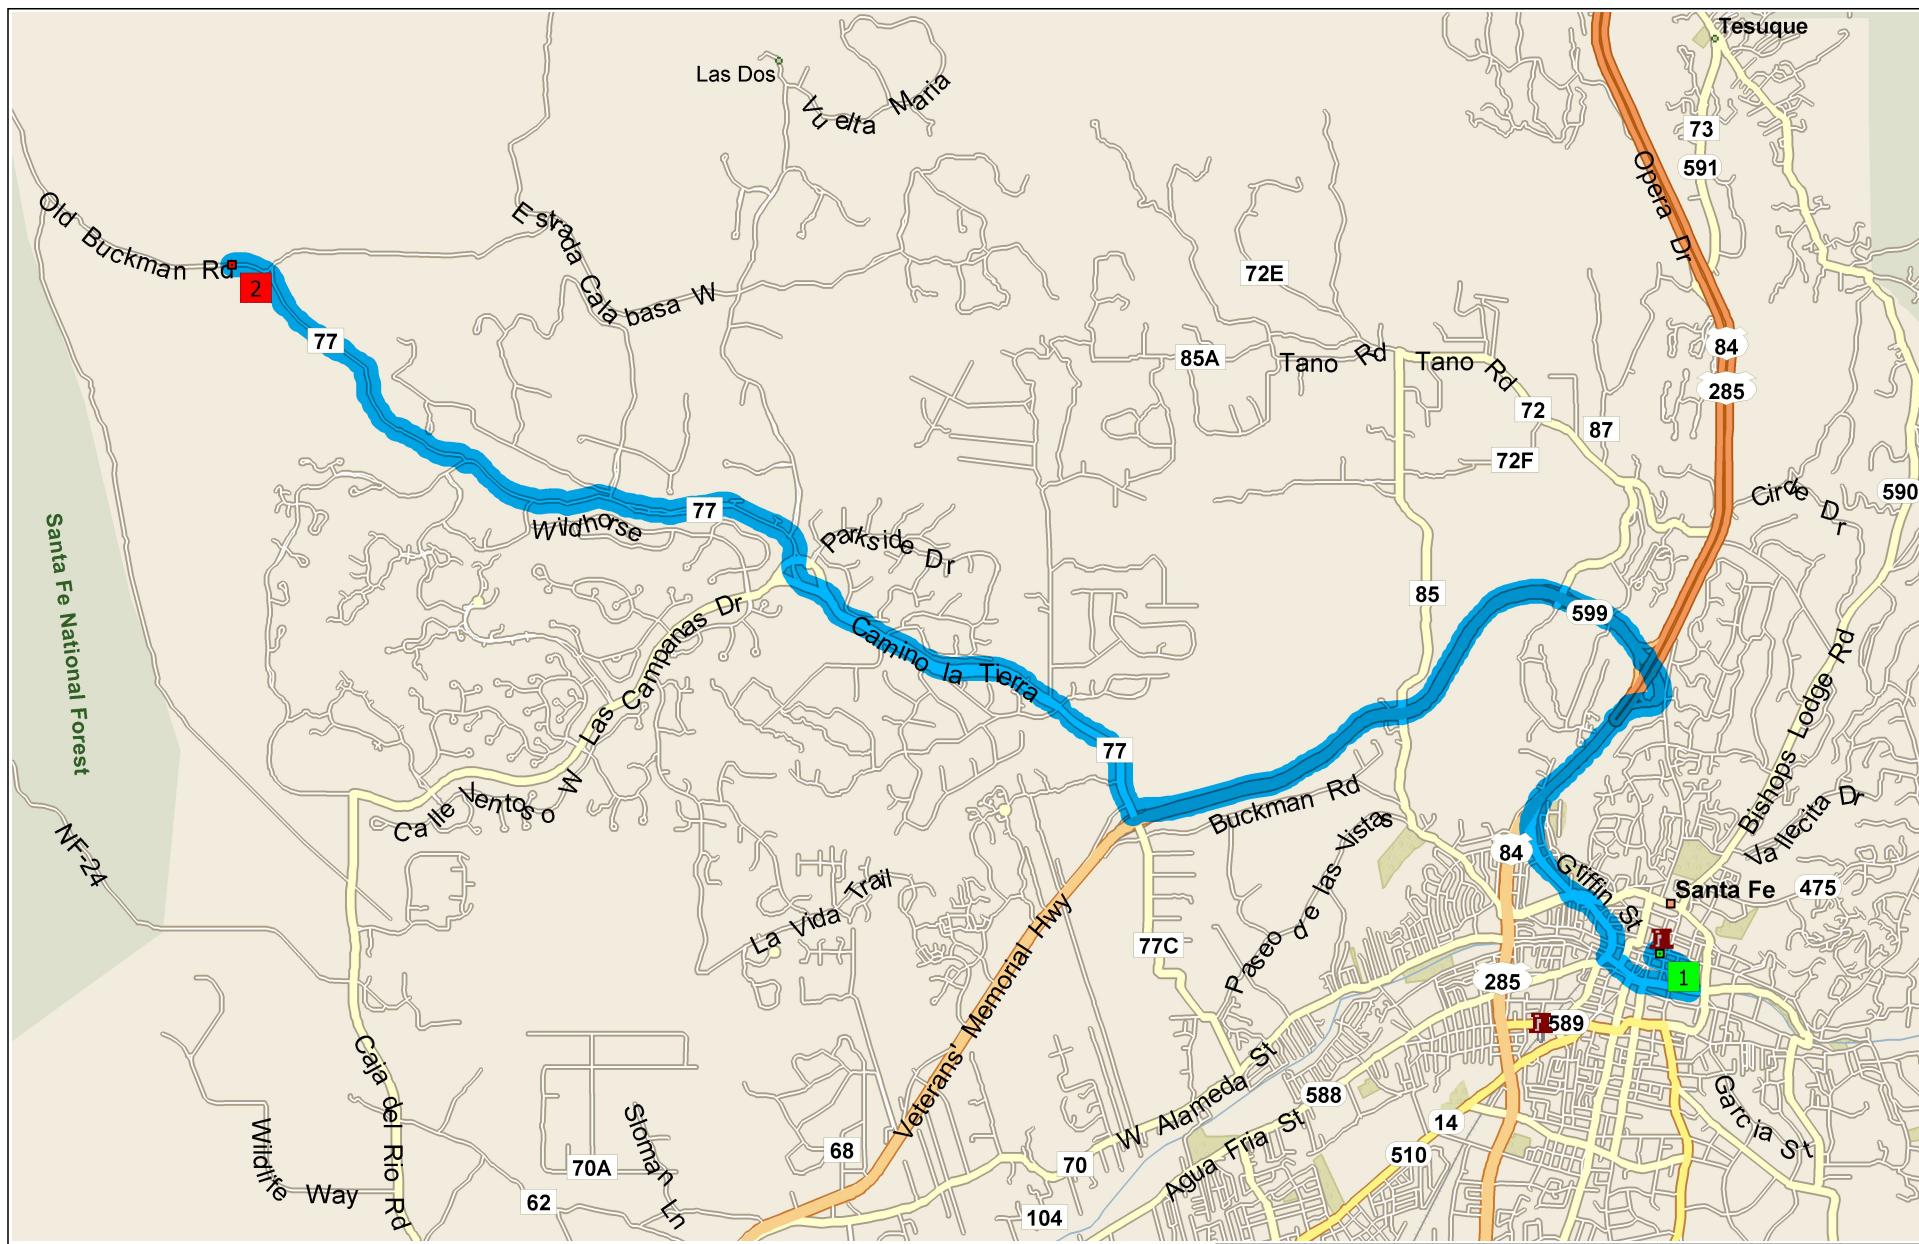 Tesuque
Las Dos
Vuelta Maria
73
591
Opera Dr
Old Buckman Rd
Estrada Calabasa W
2
72E
77
84
285
85A
Tano Rd
Tano Rd
72
87
72F
590
Circle Dr
77
Wildhorse
Parkside Dr
Santa Fe National Forest
85
599
Las Campanas Dr
Camino la Tierra
Bishops Lodge Rd
77
Calle Ventoso W
Buckman Rd
Vallecita Dr
NF-24
Paseo de las Vistas
84
Griffin St
Santa Fe
475
La Vida Trail
Veterans' Memorial Hwy
77C
285
1
589
Caja del Rio Rd
W Alameda St
588
Garcia St
Wildlife Way
Sloman Ln
14
68
510
70
Agua Fria St
70A
62
104